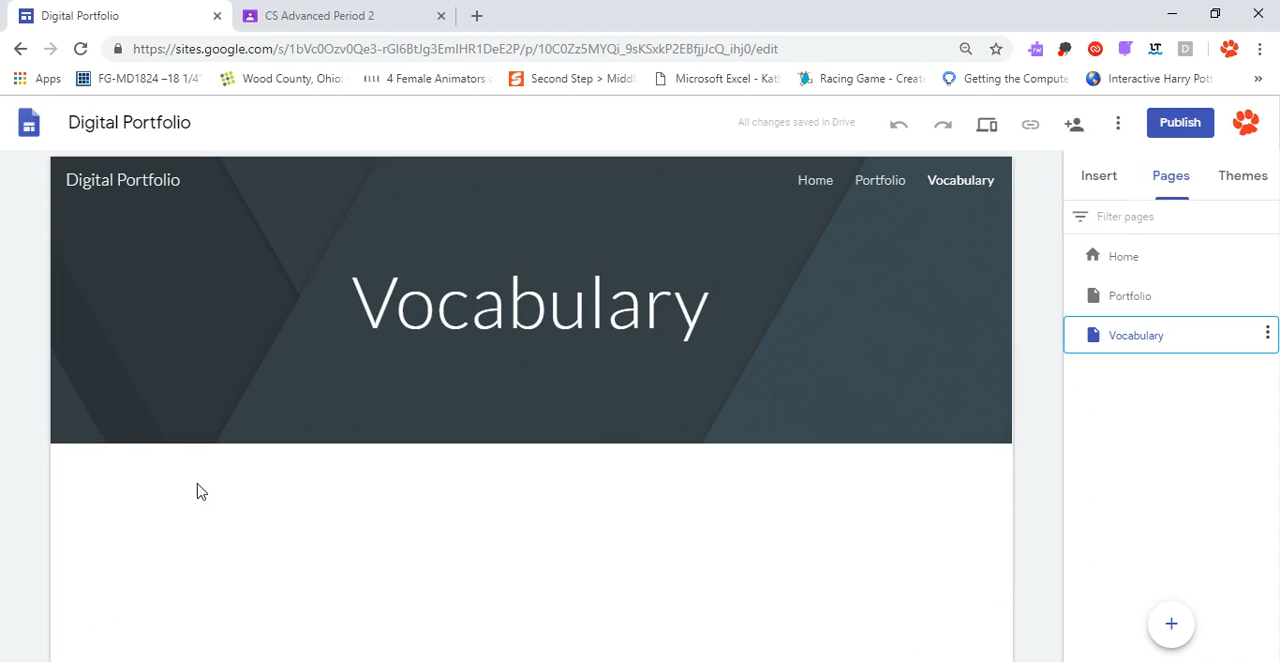 Digital Portfolio
CS Advanced Period 2
https://sites.google.com/s/1bVc0Ozv0Qe3-rGl6BtJg3EmIHR1DeE2P/p/10C0Zz5MYQi_9sKSxkP2EBfjjJcQ_ihj0/edit
Apps FG-MD1824 –18 1/4" Wood County, Ohio: 4 Female Animators Second Step > Middl Microsoft Excel - Kati Racing Game - Create Getting the Compute Interactive Harry Pott »
Digital Portfolio
All changes saved in Drive
Publish
Digital Portfolio
Home Portfolio Vocabulary
Vocabulary
Insert Pages Themes
Filter pages
Home
Portfolio
Vocabulary